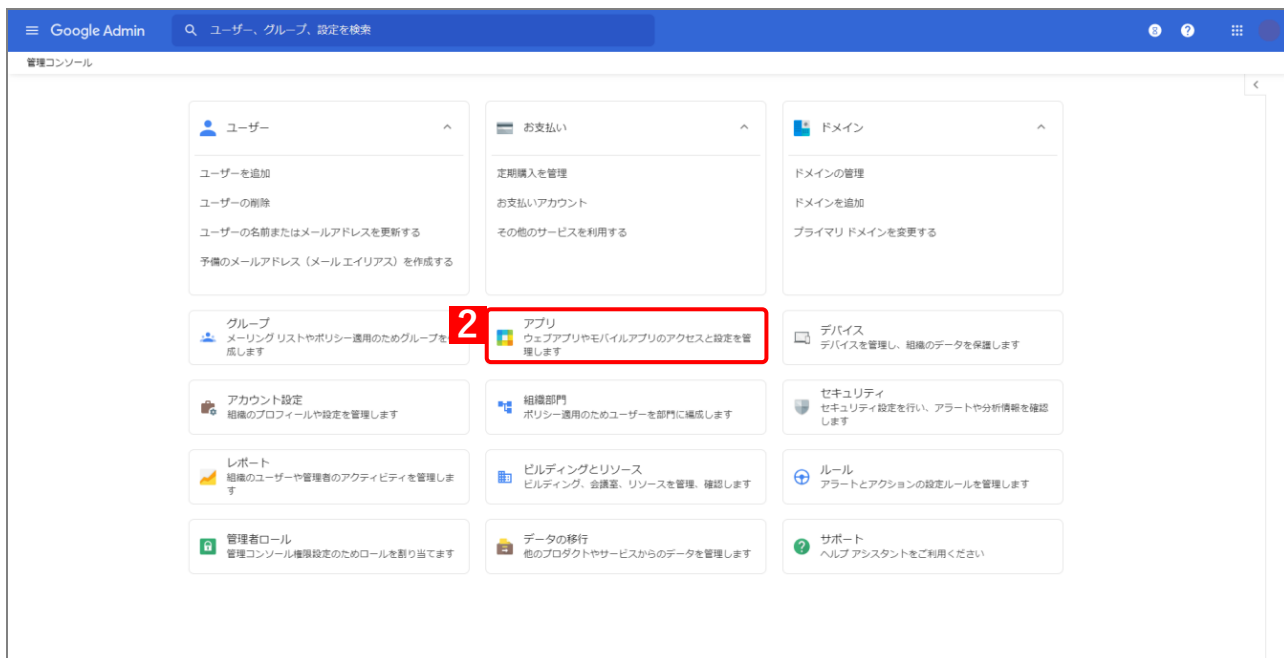 Google Admin
ユーザー、グループ、設定を検索
8
?
管理コンソール
ユーザー
ユーザーを追加
ユーザーの削除
ユーザーの名前またはメールアドレスを更新する
予備のメールアドレス（メール エイリアス）を作成する
お支払い
定期購入を管理
お支払いアカウント
その他のサービスを利用する
ドメイン
ドメインの管理
ドメインを追加
プライマリ ドメインを変更する
グループ
メーリング リストやポリシー適用のためグループを
成します
2
アプリ
ウェブアプリやモバイルアプリのアクセスと設定を管
理します
デバイス
デバイスを管理し、組織のデータを保護します
アカウント設定
組織のプロフィールや設定を管理します
組織部門
ポリシー適用のためユーザーを部門に編成します
セキュリティ
セキュリティ設定を行い、アラートや分析情報を確認
します
レポート
組織のユーザーや管理者のアクティビティを管理しま
す
ビルディングとリソース
ビルディング、会議室、リソースを管理、確認します
ルール
アラートとアクションの設定ルールを管理します
管理者ロール
管理コンソール権限設定のためロールを割り当てます
データの移行
他のプロダクトやサービスからのデータを管理します
?
サポート
ヘルプ アシスタントをご利用ください